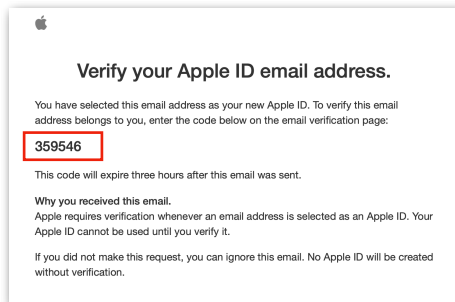 Verify your Apple ID email address.
You have selected this email address as your new Apple ID. To verify this email
address belongs to you, enter the code below on the email verification page:
359546
This code will expire three hours after this email was sent.
Why you received this email.
Apple requires verification whenever an email address is selected as an Apple ID. Your
Apple ID cannot be used until you verify it.
If you did not make this request, you can ignore this email. No Apple ID will be created
without verification.